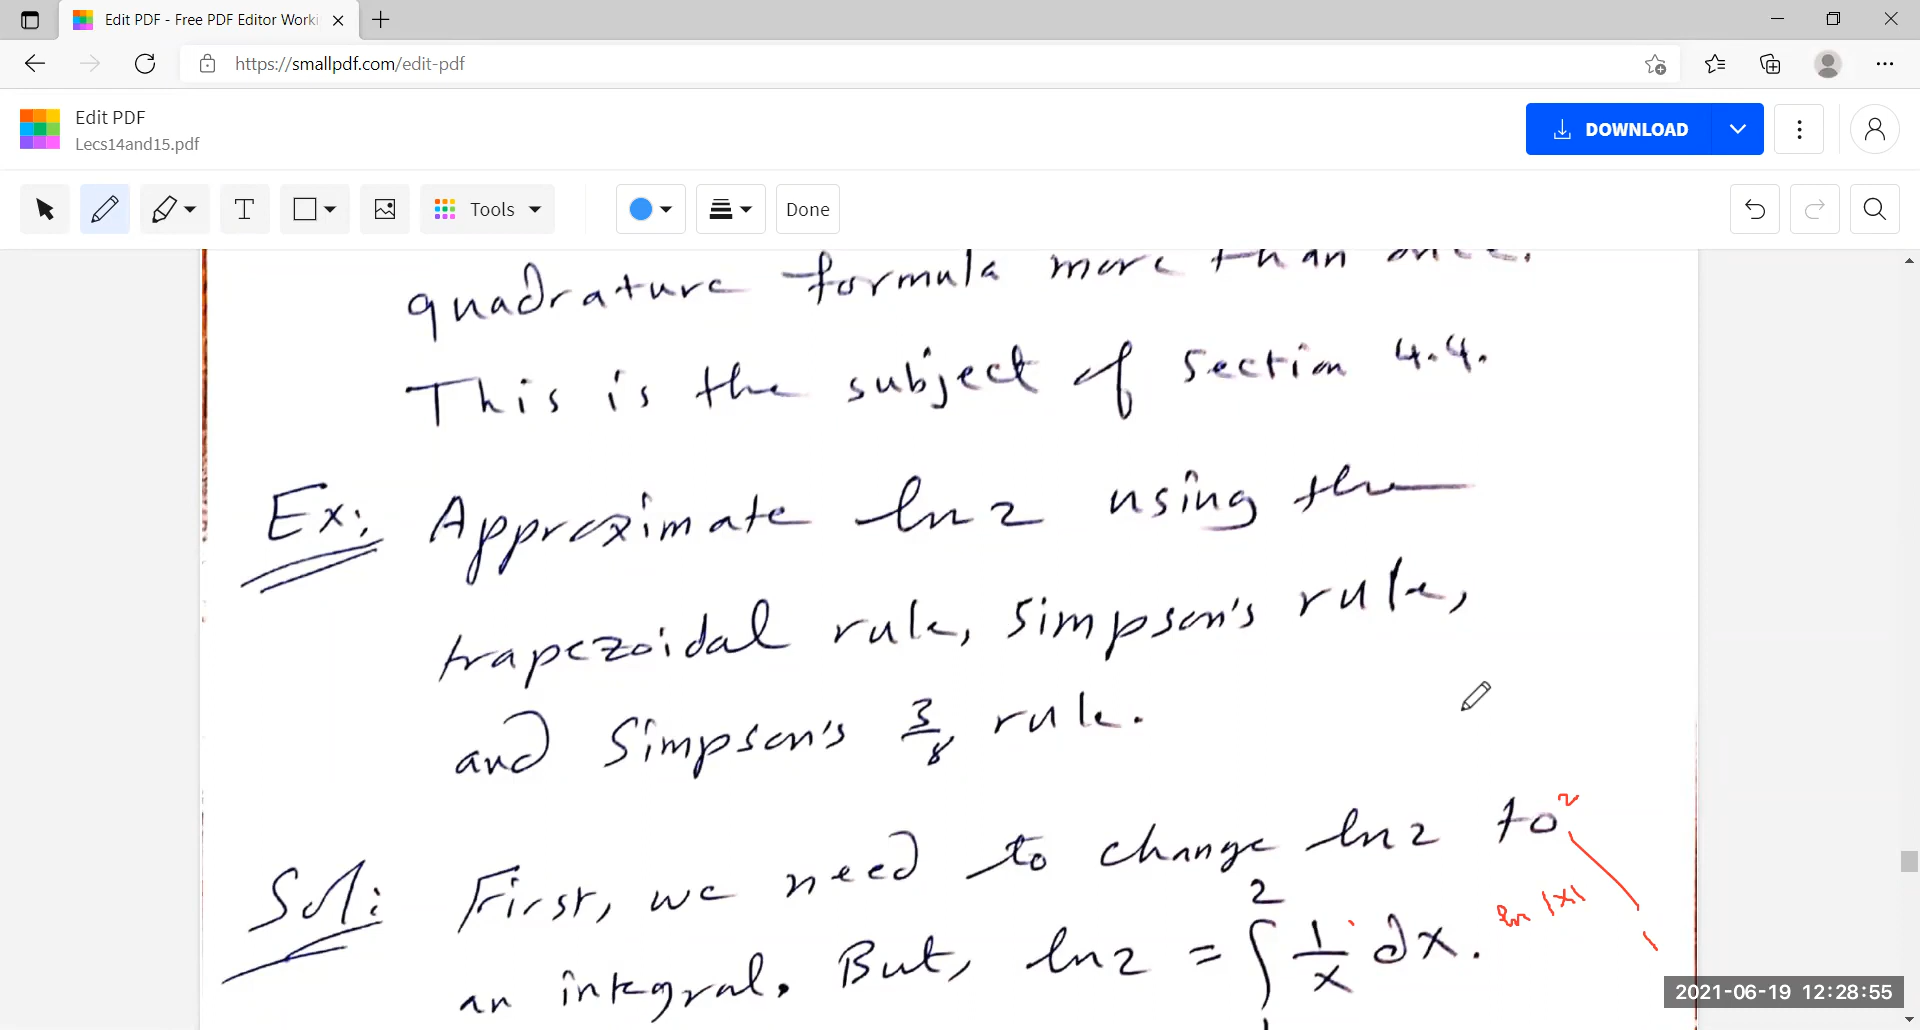 Edit PDF - Free PDF Editor Worki
https://smallpdf.com/edit-pdf
Edit PDF
Lecs14and15.pdf
DOWNLOAD
T Tools Done
quadrature formula more than once.
This is the subject of Section 4.4.
Ex: Approximate ln 2 using the
trapezoidal rule, Simpson's rule,
and Simpson's 3/8 rule.
Sol: First, we need to change ln 2 to
an integral. But, ln 2 = ∫₁² 1/x dx.
ln |x| 2 1
2021-06-19 12:28:55